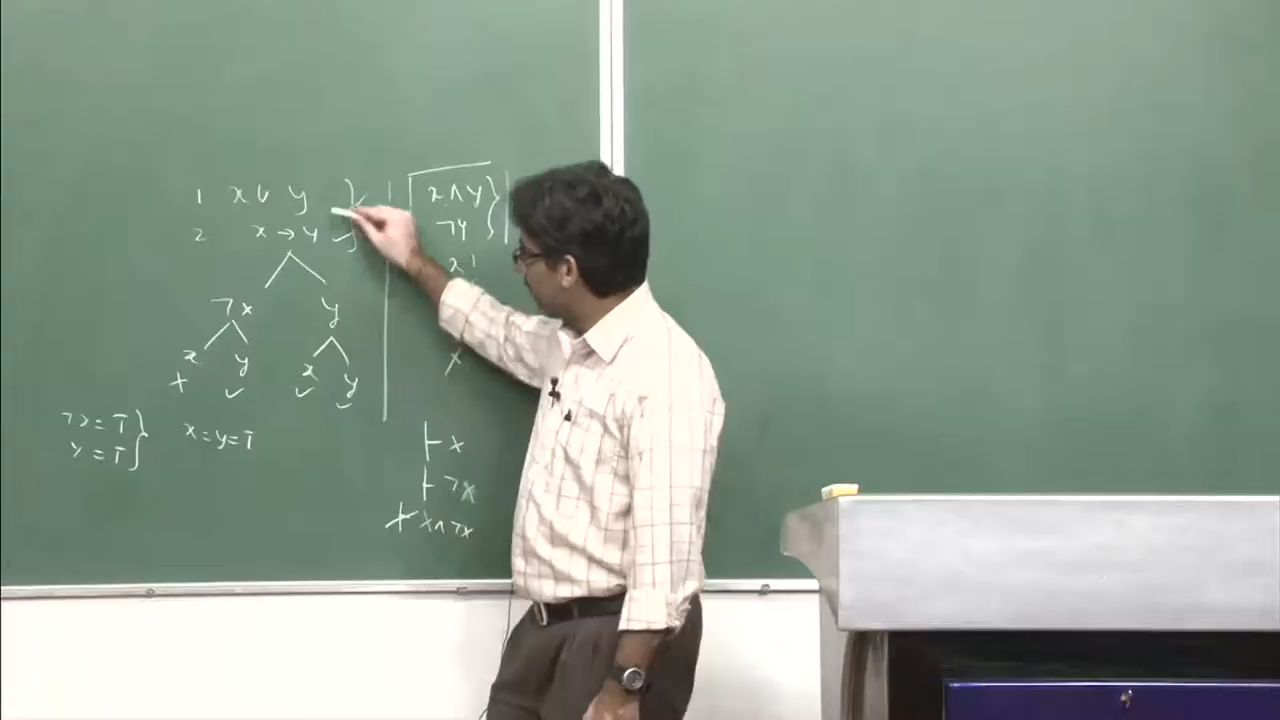 1 x ∨ y }
2 x → y
¬x y
x y x y
+ ✓ ✓ ✓
¬x = T }
y = T
x = y = T
x ∧ y }
¬y
x
x
⊢ x
⊢ ¬x
x ∧ ¬x